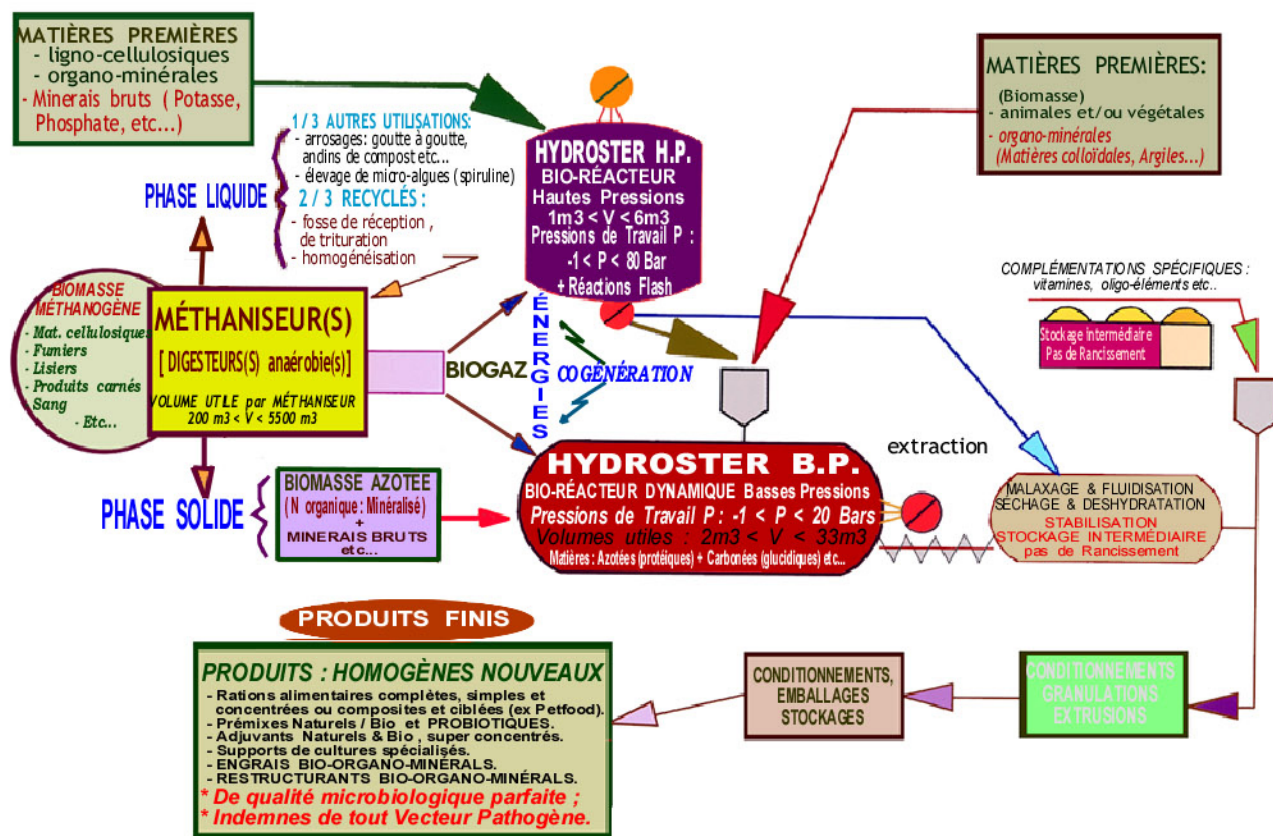 MATIÈRES PREMIÈRES
- ligno-cellulosiques
- organo-minérales
- Minerais bruts ( Potasse,
Phosphate, etc...)
MATIÈRES PREMIÈRES:
(Biomasse)
- animales et/ou végétales
- organo-minérales
(Matières colloïdales, Argiles...)
1 / 3 AUTRES UTILISATIONS:
- arrosages: goutte à goutte,
andins de compost etc...
- élevage de micro-algues (spiruline)
2 / 3 RECYCLÉS :
- fosse de réception ,
de trituration
- homogénéisation
PHASE LIQUIDE
HYDROSTER H.P.
BIO-RÉACTEUR
Hautes Pressions
1m3 < V < 6m3
Pressions de Travail P :
-1 < P < 80 Bar
+ Réactions Flash
COMPLÉMENTATIONS SPÉCIFIQUES :
vitamines, oligo-éléments etc..
Stockage intermédiaire
Pas de Rancissement
BIOMASSE
MÉTHANOGÈNE
- Mat. cellulosiques
- Fumiers
- Lisiers
- Produits carnés
Sang
- Etc...
MÉTHANISEUR(S)
[ DIGESTEURS(S) anaérobie(s)]
VOLUME UTILE par MÉTHANISEUR
200 m3 < V < 5500 m3
BIOGAZ
ÉNERGIES
COGÉNÉRATION
PHASE SOLIDE
BIOMASSE AZOTEE
(N organique : Minéralisé)
+
MINERAIS BRUTS
etc...
HYDROSTER B.P.
BIO-RÉACTEUR DYNAMIQUE Basses Pressions
Pressions de Travail P : -1 < P < 20 Bars
Volumes utiles : 2m3 < V < 33m3
Matières : Azotées (protéiques) + Carbonées (glucidiques) etc...
extraction
MALAXAGE & FLUIDISATION
SECHAGE & DESHYDRATATION
STABILISATION
STOCKAGE INTERMÉDIAIRE
pas de Rancissement
PRODUITS FINIS
PRODUITS : HOMOGÈNES NOUVEAUX
- Rations alimentaires complètes, simples et
concentrées ou composites et ciblées (ex Petfood).
- Prémixes Naturels / Bio et PROBIOTIQUES.
- Adjuvants Naturels & Bio , super concentrés.
- Supports de cultures spécialisés.
- ENGRAIS BIO-ORGANO-MINÉRALS.
- RESTRUCTURANTS BIO-ORGANO-MINÉRALS.
* De qualité microbiologique parfaite ;
* Indemnes de tout Vecteur Pathogène.
CONDITIONNEMENTS,
EMBALLAGES
STOCKAGES
CONDITIONNEMENTS
GRANULATIONS
EXTRUSIONS